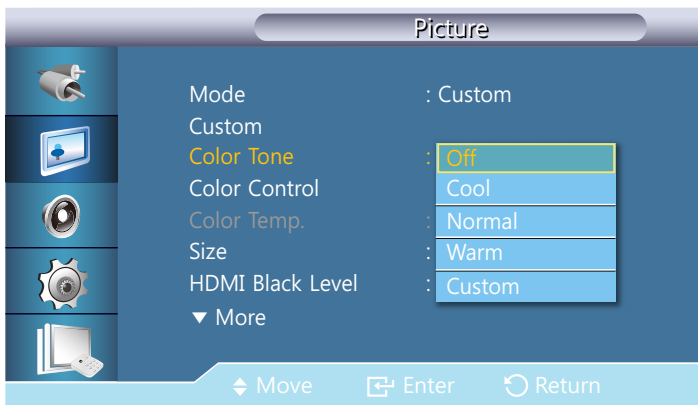 Picture
Mode : Custom
Custom
Color Tone : Off
Color Control Cool
Color Temp. : Normal
Size : Warm
HDMI Black Level : Custom
▼ More
Move Enter Return